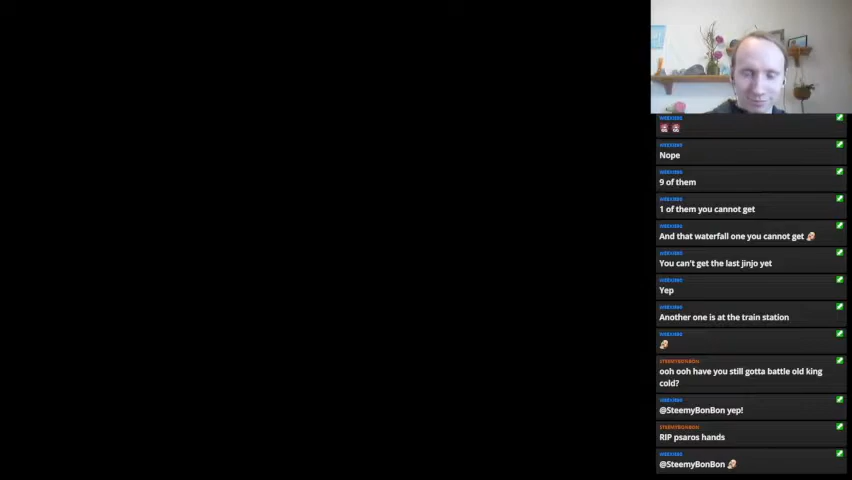 Nope
9 of them
1 of them you cannot get
And that waterfall one you cannot get
You can't get the last jinjo yet
Yep
Another one is at the train station
STEEMYBONBON
ooh ooh have you still gotta battle old king
cold?
@SteemyBonBon yep!
STEEMYBONBON
RIP psaros hands
@SteemyBonBon